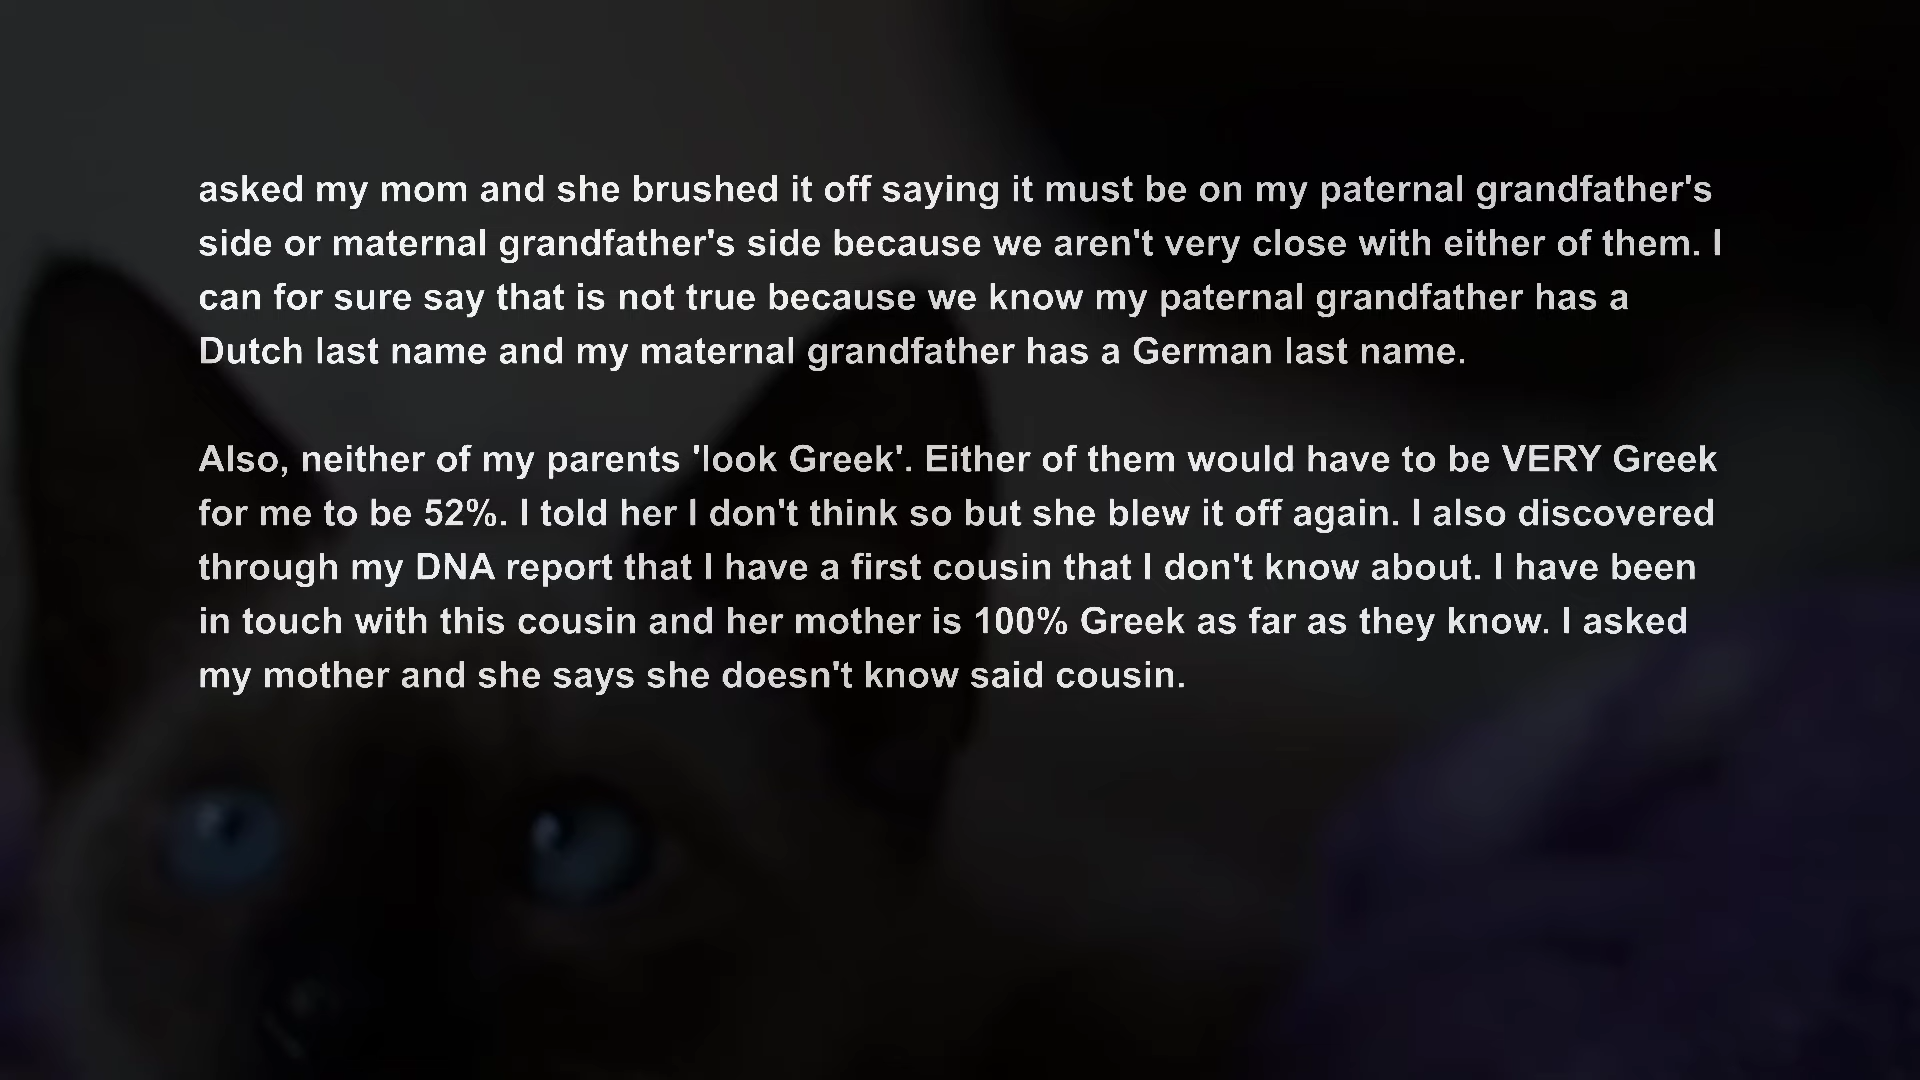 asked my mom and she brushed it off saying it must be on my paternal grandfather's
side or maternal grandfather's side because we aren't very close with either of them. I
can for sure say that is not true because we know my paternal grandfather has a
Dutch last name and my maternal grandfather has a German last name.
Also, neither of my parents 'look Greek'. Either of them would have to be VERY Greek
for me to be 52%. I told her I don't think so but she blew it off again. I also discovered
through my DNA report that I have a first cousin that I don't know about. I have been
in touch with this cousin and her mother is 100% Greek as far as they know. I asked
my mother and she says she doesn't know said cousin.